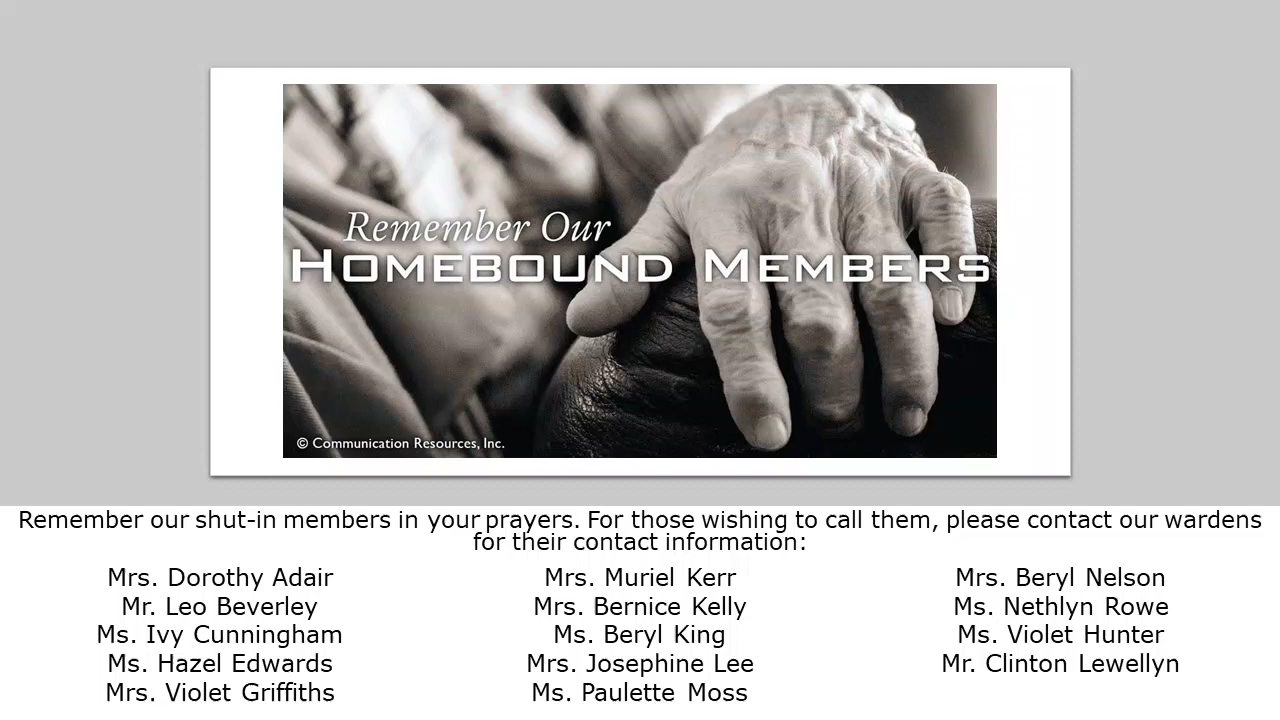 Remember Our
HOMEBOUND MEMBERS
© Communication Resources, Inc.
Remember our shut-in members in your prayers. For those wishing to call them, please contact our wardens
for their contact information:
Mrs. Dorothy Adair
Mr. Leo Beverley
Ms. Ivy Cunningham
Ms. Hazel Edwards
Mrs. Violet Griffiths
Mrs. Muriel Kerr
Mrs. Bernice Kelly
Ms. Beryl King
Mrs. Josephine Lee
Ms. Paulette Moss
Mrs. Beryl Nelson
Ms. Nethlyn Rowe
Ms. Violet Hunter
Mr. Clinton Lewellyn